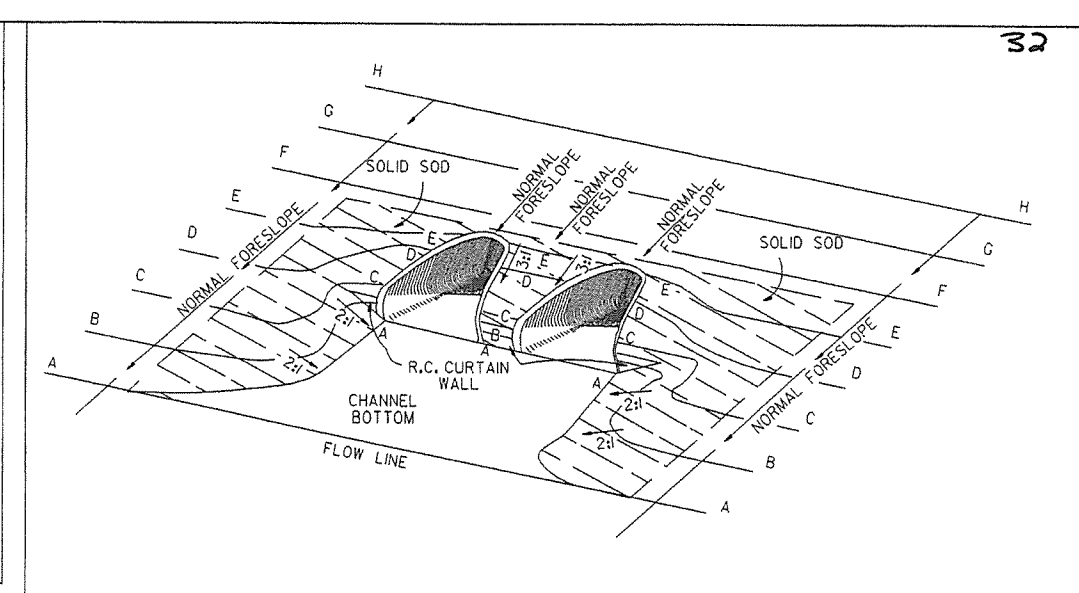 32
H
G
F
SOLID SOD
NORMAL
FORESLOPE
NORMAL
FORESLOPE
NORMAL
FORESLOPE
H
E
SOLID SOD
G
D
E
D
3:1
E
D
3:1
C
NORMAL FORESLOPE
C
E
F
B
2:1
C
B
D
C
E
A
A
A
2:1
R.C. CURTAIN
WALL
A
NORMAL FORESLOPE
D
CHANNEL
BOTTOM
2:1
C
2:1
FLOW LINE
B
A